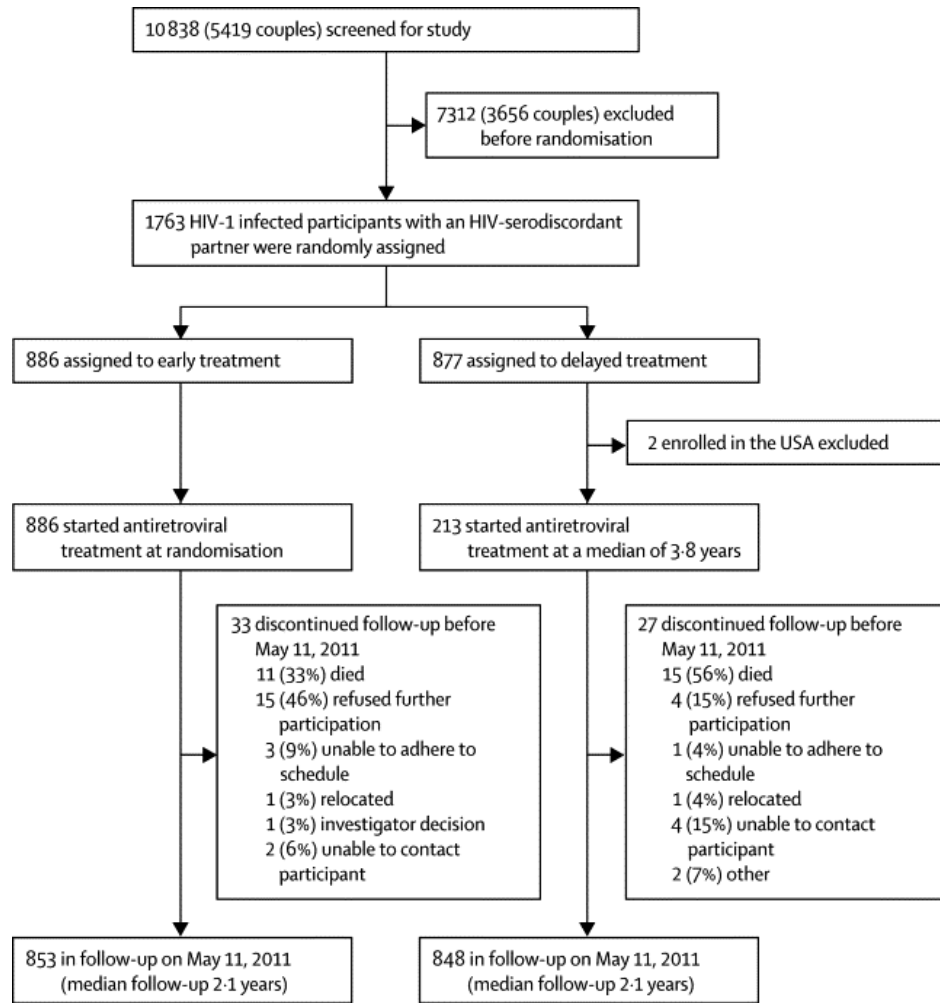 10 838 (5419 couples) screened for study
7312 (3656 couples) excluded
before randomisation
1763 HIV-1 infected participants with an HIV-serodiscordant
partner were randomly assigned
886 assigned to early treatment
877 assigned to delayed treatment
2 enrolled in the USA excluded
886 started antiretroviral
treatment at randomisation
213 started antiretroviral
treatment at a median of 3·8 years
33 discontinued follow-up before
May 11, 2011
11 (33%) died
15 (46%) refused further
participation
3 (9%) unable to adhere to
schedule
1 (3%) relocated
1 (3%) investigator decision
2 (6%) unable to contact
participant
27 discontinued follow-up before
May 11, 2011
15 (56%) died
4 (15%) refused further
participation
1 (4%) unable to adhere to
schedule
1 (4%) relocated
4 (15%) unable to contact
participant
2 (7%) other
853 in follow-up on May 11, 2011
(median follow-up 2·1 years)
848 in follow-up on May 11, 2011
(median follow-up 2·1 years)